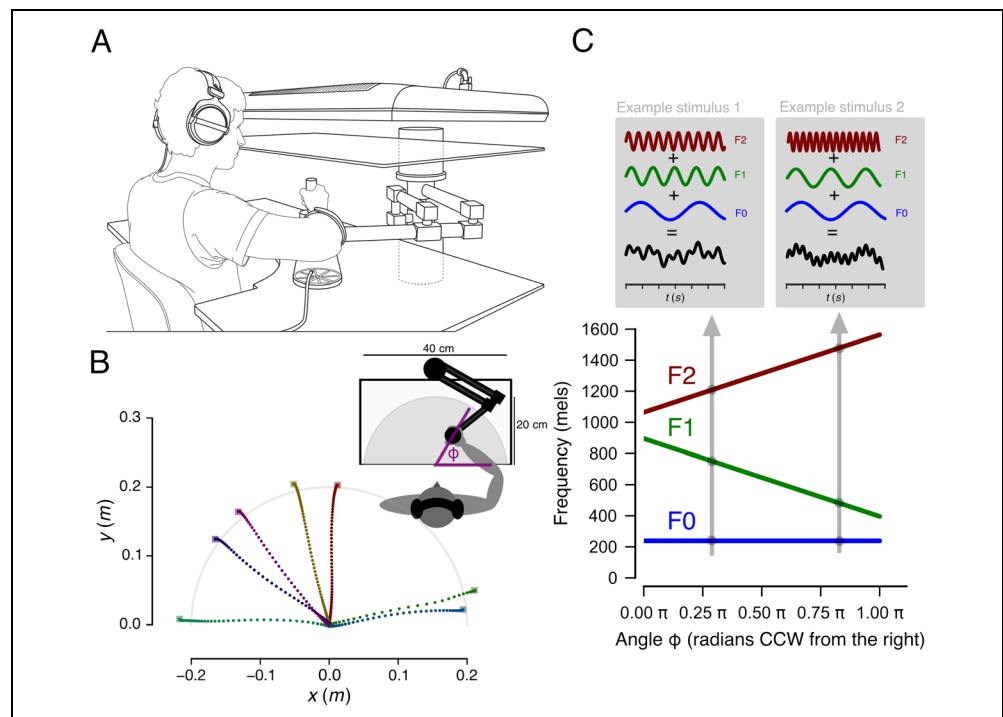 A
B
40 cm
20 cm
ϕ
0.3
0.2
0.1
0.0
y (m)
−0.2
−0.1
0.0
0.1
0.2
x (m)
C
Example stimulus 1
F2
+
F1
+
F0
=
t (s)
Example stimulus 2
F2
+
F1
+
F0
=
t (s)
1600
1400
1200
1000
800
600
400
200
0
Frequency (mels)
F2
F1
F0
0.00 π
0.25 π
0.50 π
0.75 π
1.00 π
Angle ϕ (radians CCW from the right)